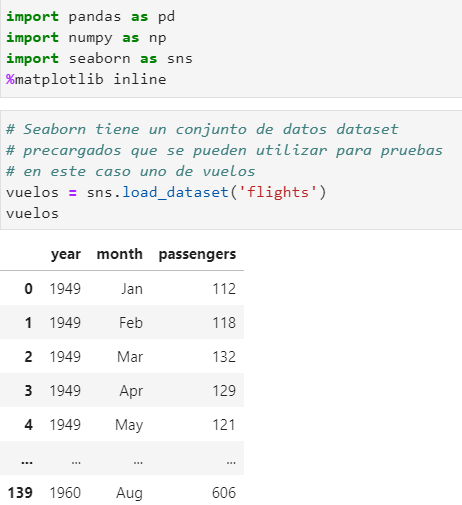 import pandas as pd
import numpy as np
import seaborn as sns
%matplotlib inline
# Seaborn tiene un conjunto de datos dataset
# precargados que se pueden utilizar para pruebas
# en este caso uno de vuelos
vuelos = sns.load_dataset('flights')
vuelos
year month passengers
0 1949 Jan 112
1 1949 Feb 118
2 1949 Mar 132
3 1949 Apr 129
4 1949 May 121
... ... ... ...
139 1960 Aug 606